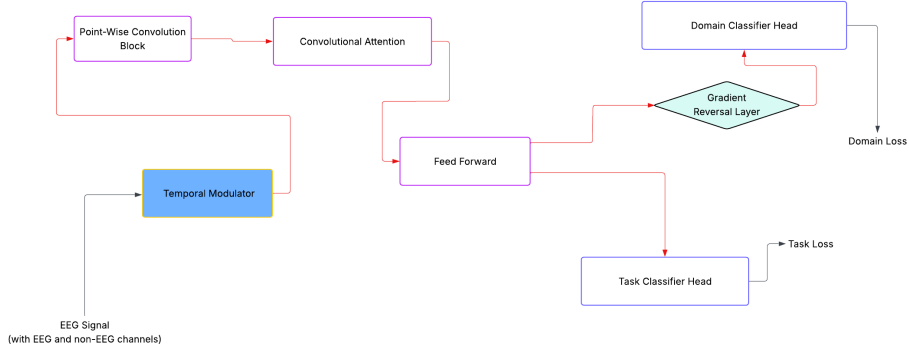 Point-Wise Convolution
Block
Convolutional Attention
Domain Classifier Head
Gradient
Reversal Layer
Domain Loss
Feed Forward
Temporal Modulator
Task Loss
Task Classifier Head
EEG Signal
(with EEG and non-EEG channels)